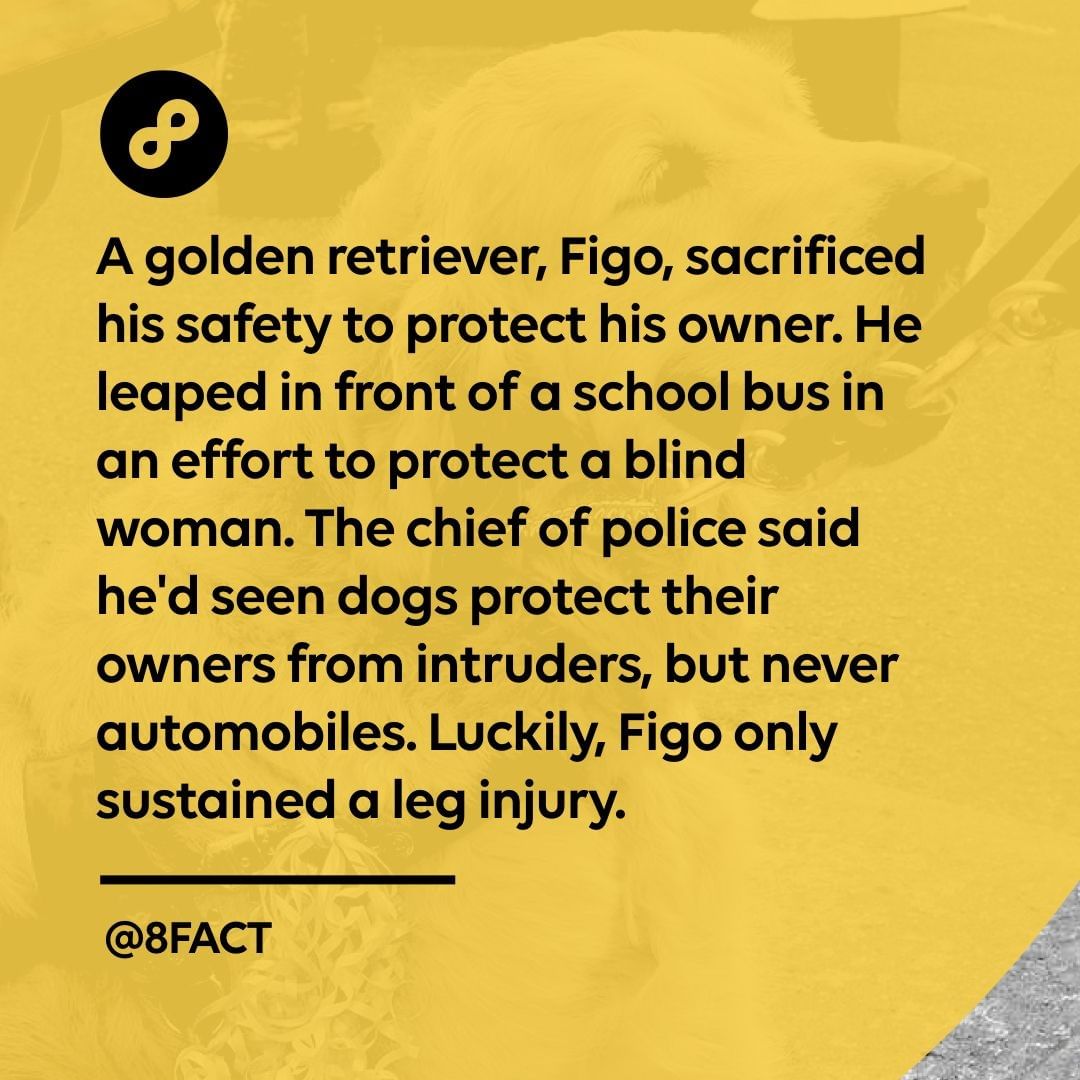 A golden retriever, Figo, sacrificed
his safety to protect his owner. He
leaped in front of a school bus in
an effort to protect a blind
woman. The chief of police said
he'd seen dogs protect their
owners from intruders, but never
automobiles. Luckily, Figo only
sustained a leg injury.
@8FACT